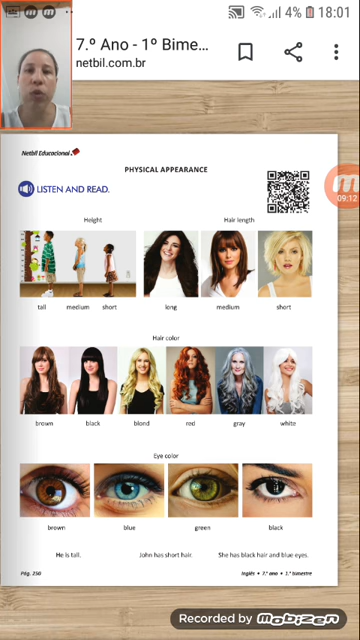 4% 18:01
7.º Ano - 1º Bime...
netbil.com.br
Netbil Educacional
PHYSICAL APPEARANCE
LISTEN AND READ.
09:12
Height
Hair length
tall medium short long medium short
Hair color
brown black blond red gray white
Eye color
brown blue green black
He is tall. John has short hair. She has black hair and blue eyes.
Pág. 250 Inglês • 7.º ano • 1.º bimestre
Recorded by Mobizen